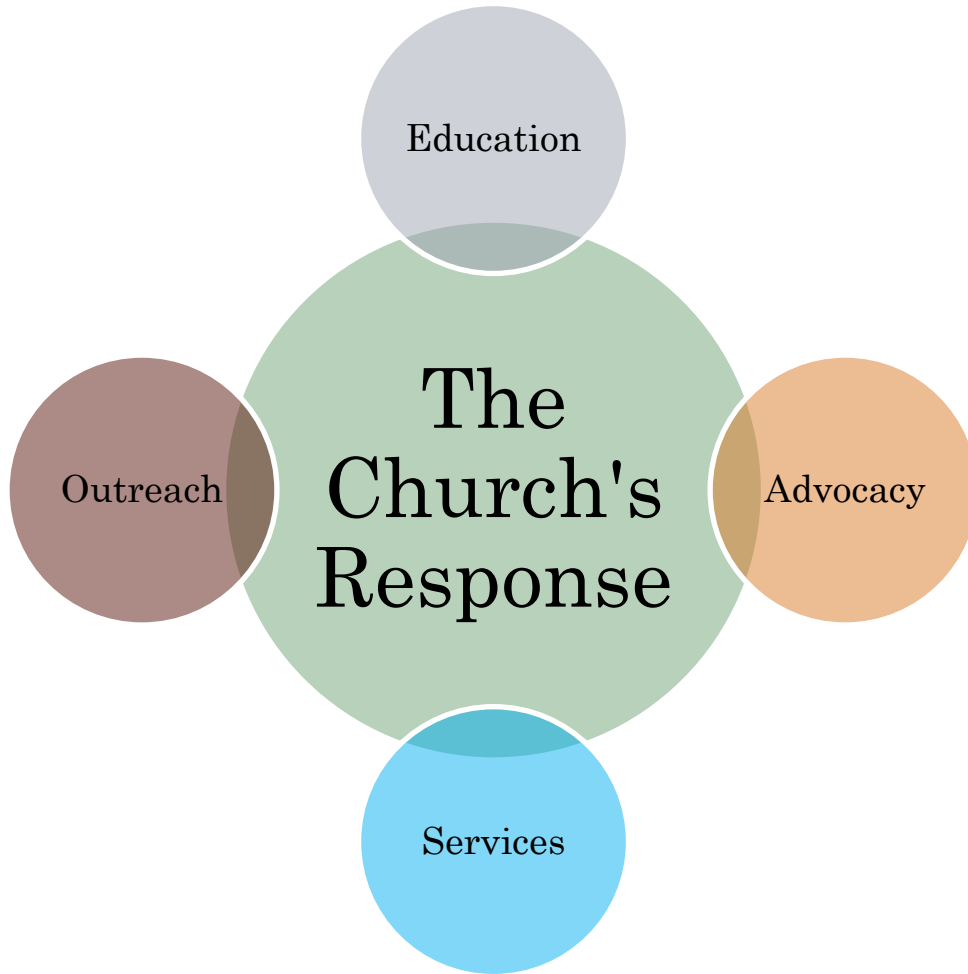 Education
The
Church's
Response
Outreach
Advocacy
Services